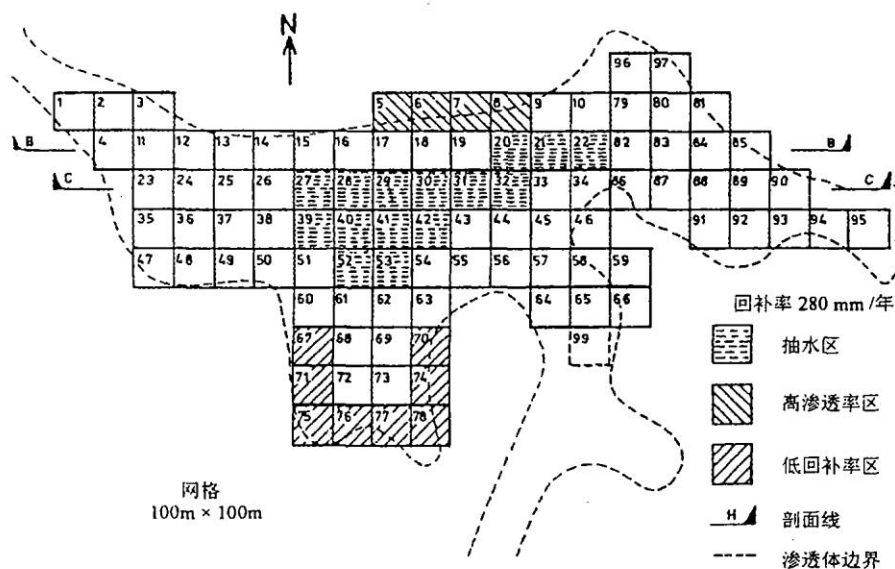 N
96 97
1 2 3 5 6 7 8 9 10 79 80 81
B 4 11 12 13 14 15 16 17 18 19 20 21 22 82 83 84 85 B
C 23 24 25 26 27 28 29 30 31 32 33 34 86 87 88 89 90 C
35 36 37 38 39 40 41 42 43 44 45 46 91 92 93 94 95
47 48 49 50 51 52 53 54 55 56 57 58 59
60 61 62 63 64 65 66
回补率 280 mm /年
67 68 69 70 99
抽水区
71 72 73 74
高渗透率区
75 76 77 78
低回补率区
网格
100m × 100m
H 剖面线
渗透体边界